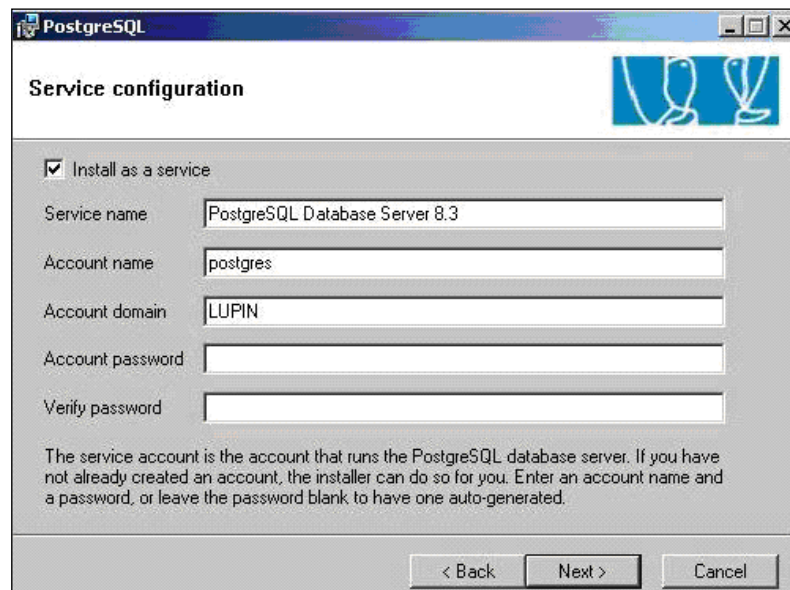 PostgreSQL
Service configuration
Install as a service
Service name PostgreSQL Database Server 8.3
Account name postgres
Account domain LUPIN
Account password
Verify password
The service account is the account that runs the PostgreSQL database server. If you have
not already created an account, the installer can do so for you. Enter an account name and
a password, or leave the password blank to have one auto-generated.
< Back Next > Cancel